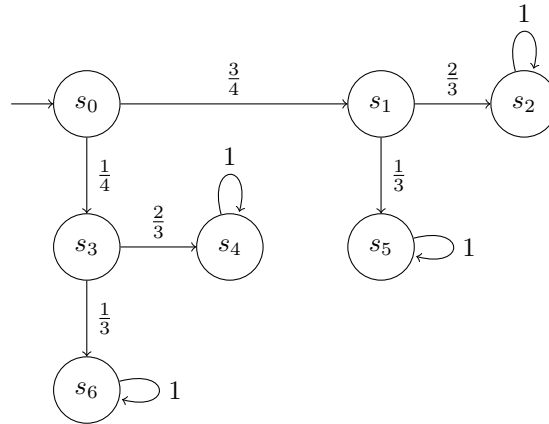 1
s₀ 3/4 s₁ 2/3 s₂
1/4 1 1/3
s₃ 2/3 s₄ s₅ 1
1/3
s₆ 1